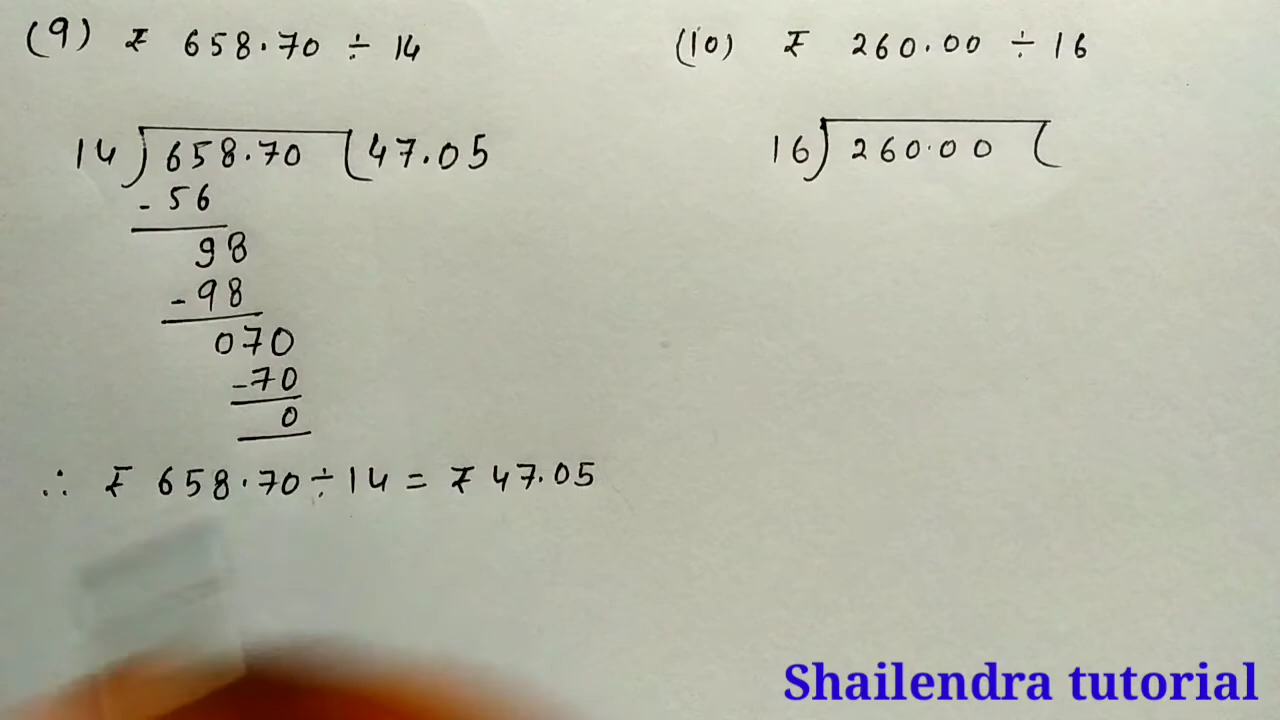 (9) ₹ 658.70 ÷ 14
14 ) 658.70 ( 47.05
- 56
98
- 98
070
- 70
0
∴ ₹ 658.70 ÷ 14 = ₹ 47.05
(10) ₹ 260.00 ÷ 16
16 ) 260.00 (
Shailendra tutorial